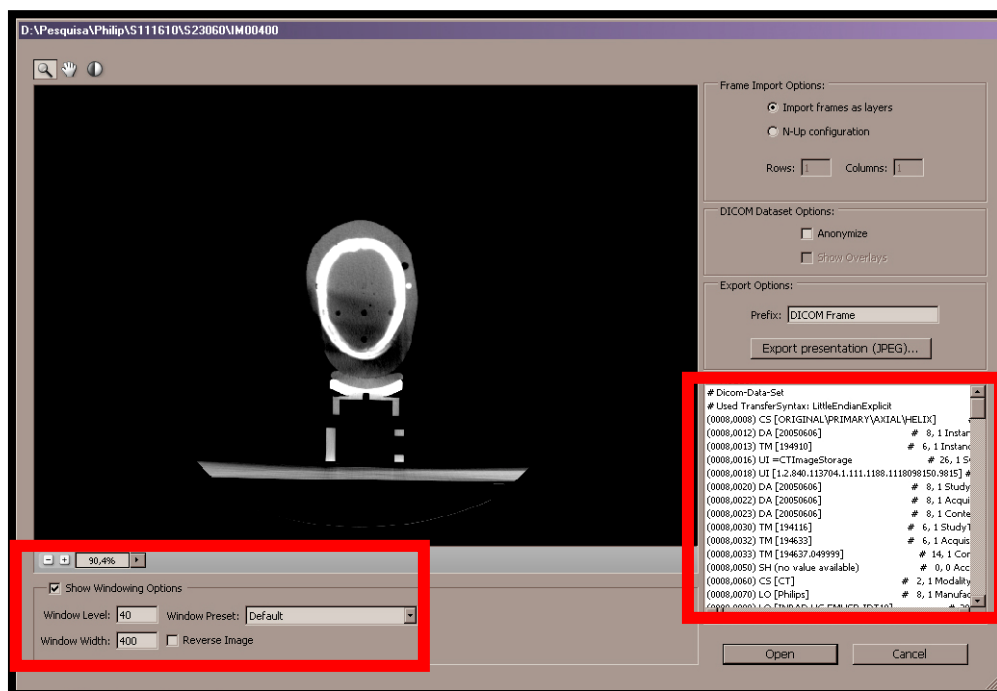 D:\Pesquisa\Philip\S111610\S23060\IM00400
Frame Import Options:
Import frames as layers
N-Up configuration
Rows: 1 Columns: 1
DICOM Dataset Options:
Anonymize
Show Overlays
Export Options:
Prefix: DICOM Frame
Export presentation (JPEG)...
# Dicom-Data-Set
# Used TransferSyntax: LittleEndianExplicit
(0008,0008) CS [ORIGINAL\PRIMARY\AXIAL\HELIX] #
(0008,0012) DA [20050606] # 8, 1 Instar
(0008,0013) TM [194910] # 6, 1 Instanc
(0008,0016) UI =CTImageStorage # 26, 1 S
(0008,0018) UI [1.2.840.113704.1.111.1188.1118098150.9815] #
(0008,0020) DA [20050606] # 8, 1 Study
(0008,0022) DA [20050606] # 8, 1 Acqui
(0008,0023) DA [20050606] # 8, 1 Conte
(0008,0030) TM [194116] # 6, 1 StudyT
(0008,0032) TM [194633] # 6, 1 Acquis
(0008,0033) TM [194637.049999] # 14, 1 Cor
(0008,0050) SH (no value available) # 0, 0 Acc
(0008,0060) CS [CT] # 2, 1 Modality
(0008,0070) LO [Philips] # 8, 1 Manufac
90,4%
Show Windowing Options
Window Level: 40 Window Preset: Default
Window Width: 400 Reverse Image
Open Cancel